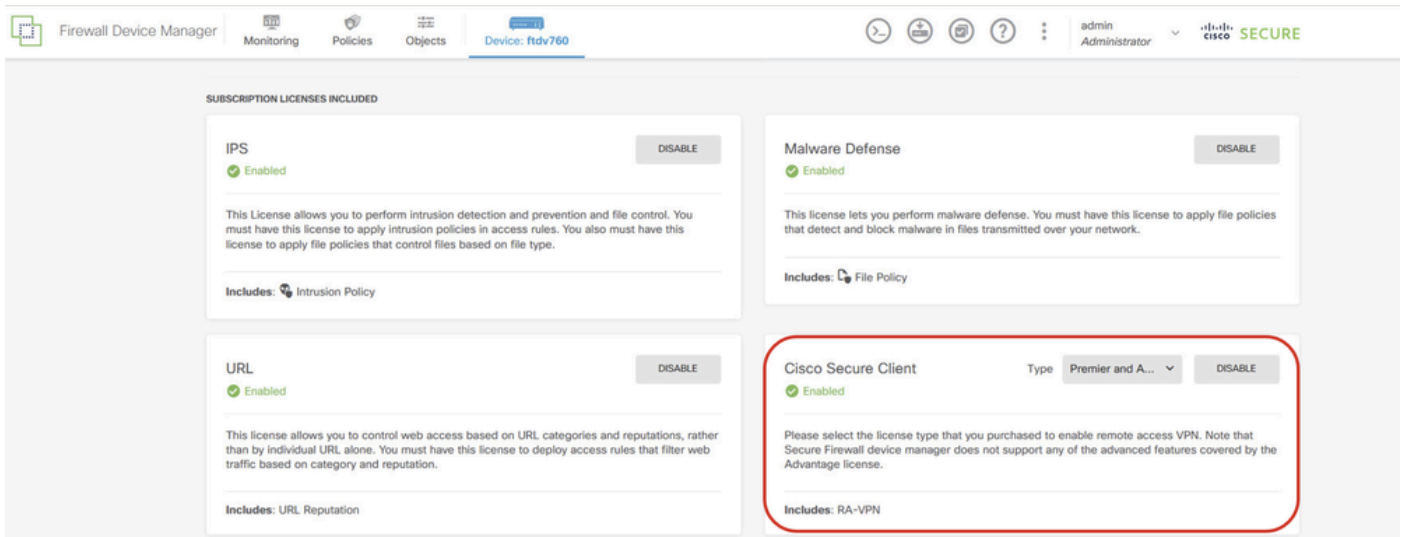 Firewall Device Manager
Monitoring
Policies
Objects
Device: ftdv760
admin
Administrator
cisco SECURE
SUBSCRIPTION LICENSES INCLUDED
IPS
DISABLE
Enabled
This License allows you to perform intrusion detection and prevention and file control. You
must have this license to apply intrusion policies in access rules. You also must have this
license to apply file policies that control files based on file type.
Includes: Intrusion Policy
Malware Defense
DISABLE
Enabled
This license lets you perform malware defense. You must have this license to apply file policies
that detect and block malware in files transmitted over your network.
Includes: File Policy
URL
DISABLE
Enabled
This license allows you to control web access based on URL categories and reputations, rather
than by individual URL alone. You must have this license to deploy access rules that filter web
traffic based on category and reputation.
Includes: URL Reputation
Cisco Secure Client
Type
Premier and A...
DISABLE
Enabled
Please select the license type that you purchased to enable remote access VPN. Note that
Secure Firewall device manager does not support any of the advanced features covered by the
Advantage license.
Includes: RA-VPN